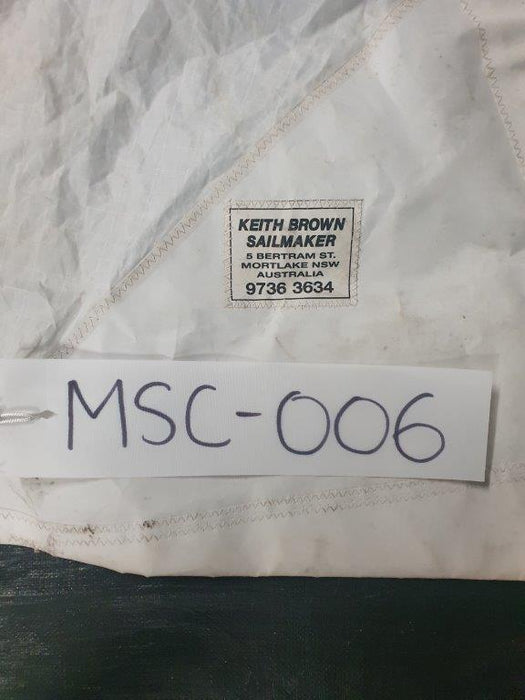 KEITH BROWN
SAILMAKER
5 BERTRAM ST.
MORTLAKE NSW
AUSTRALIA
9736 3634
MSC-006